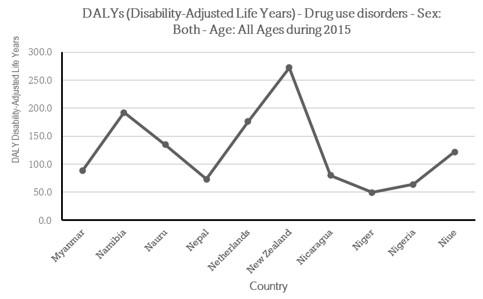 DALYs (Disability-Adjusted Life Years) - Drug use disorders - Sex:
Both - Age: All Ages during 2015
DALY Disability-Adjusted Life Years
300.0
250.0
200.0
150.0
100.0
50.0
0.0
Myanmar
Namibia
Nauru
Nepal
Netherlands
New Zealand
Nicaragua
Niger
Nigeria
Niue
Country